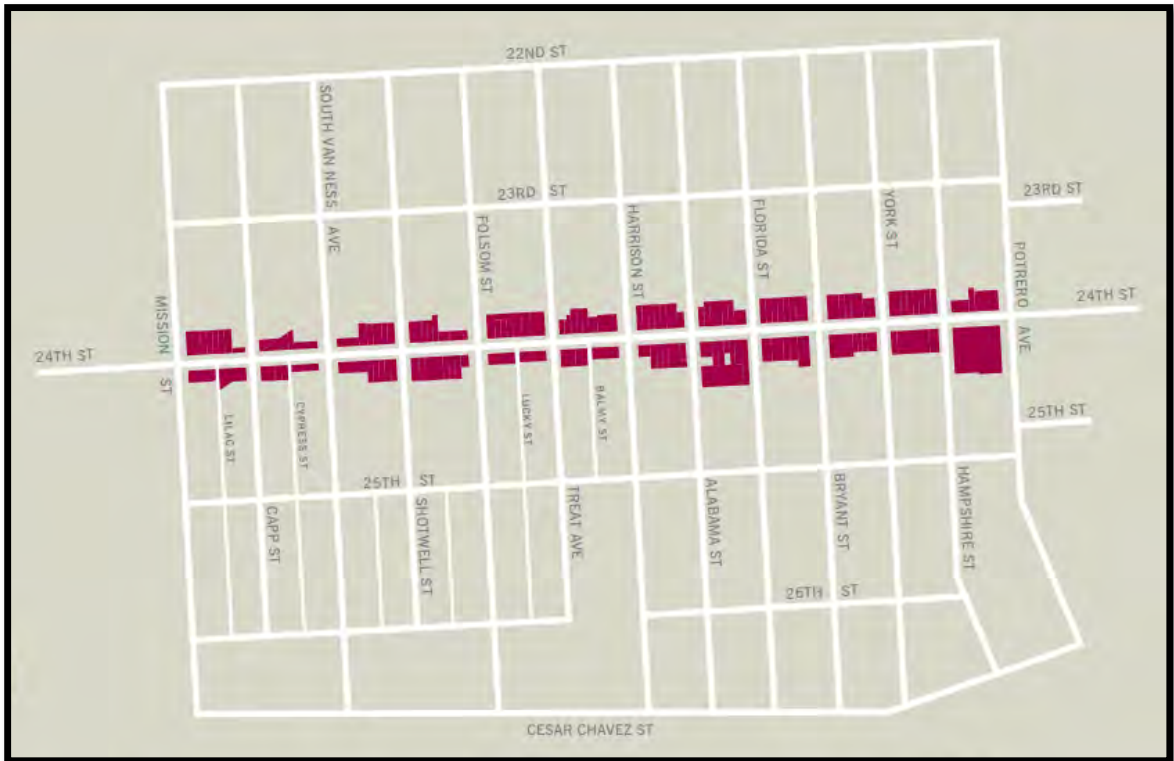 22ND ST
SOUTH VAN NESS AVE
23RD ST
23RD ST
FOLSOM ST
HARRISON ST
FLORIDA ST
YORK ST
POTRERO AVE
MISSION ST
24TH ST
24TH ST
LILAC ST
CYPRESS ST
LUCKY ST
BALMY ST
25TH ST
25TH ST
CAPP ST
SHOTWELL ST
TREAT AVE
ALABAMA ST
BRYANT ST
HAMPSHIRE ST
26TH ST
CESAR CHAVEZ ST